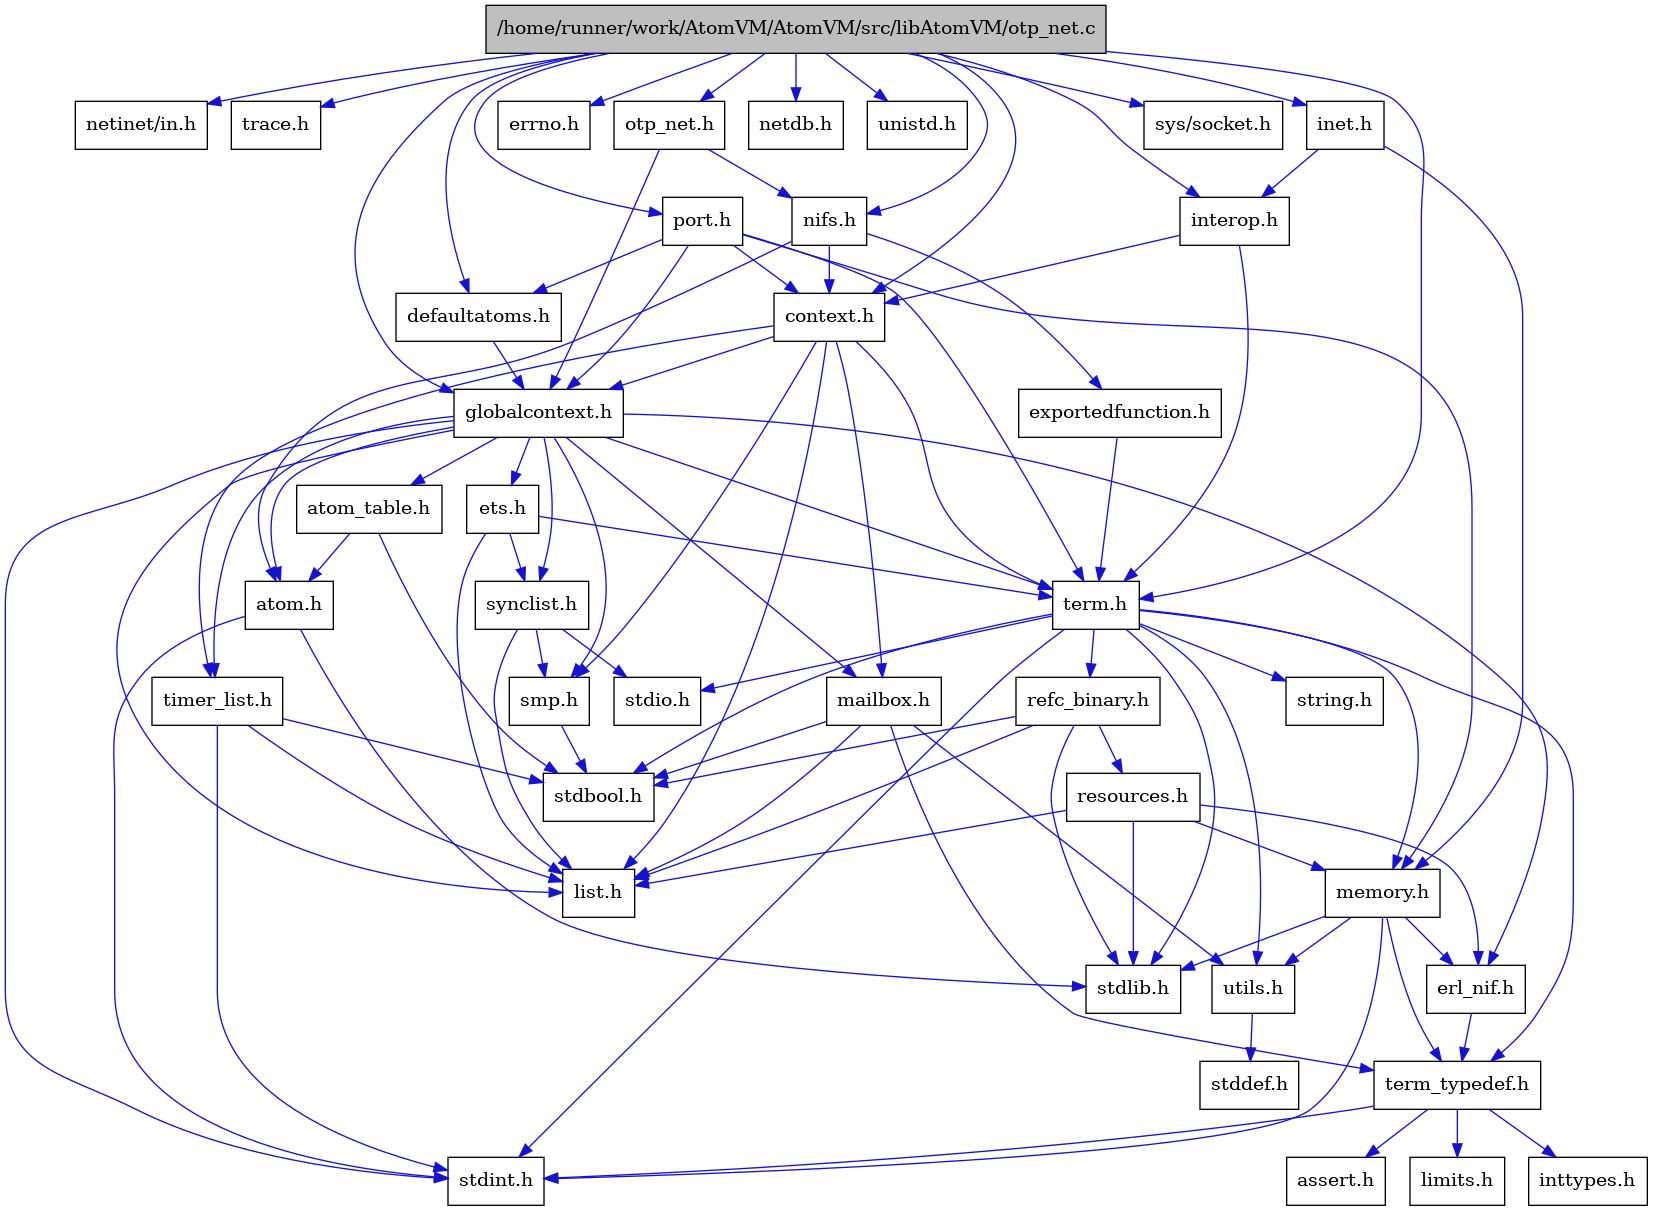 /home/runner/work/AtomVM/AtomVM/src/libAtomVM/otp_net.c
netinet/in.h
trace.h
errno.h
otp_net.h
netdb.h
unistd.h
sys/socket.h
inet.h
port.h
nifs.h
interop.h
defaultatoms.h
context.h
globalcontext.h
exportedfunction.h
atom_table.h
ets.h
atom.h
synclist.h
term.h
timer_list.h
smp.h
stdio.h
mailbox.h
refc_binary.h
string.h
stdbool.h
resources.h
list.h
memory.h
stdlib.h
utils.h
erl_nif.h
stddef.h
term_typedef.h
stdint.h
assert.h
limits.h
inttypes.h